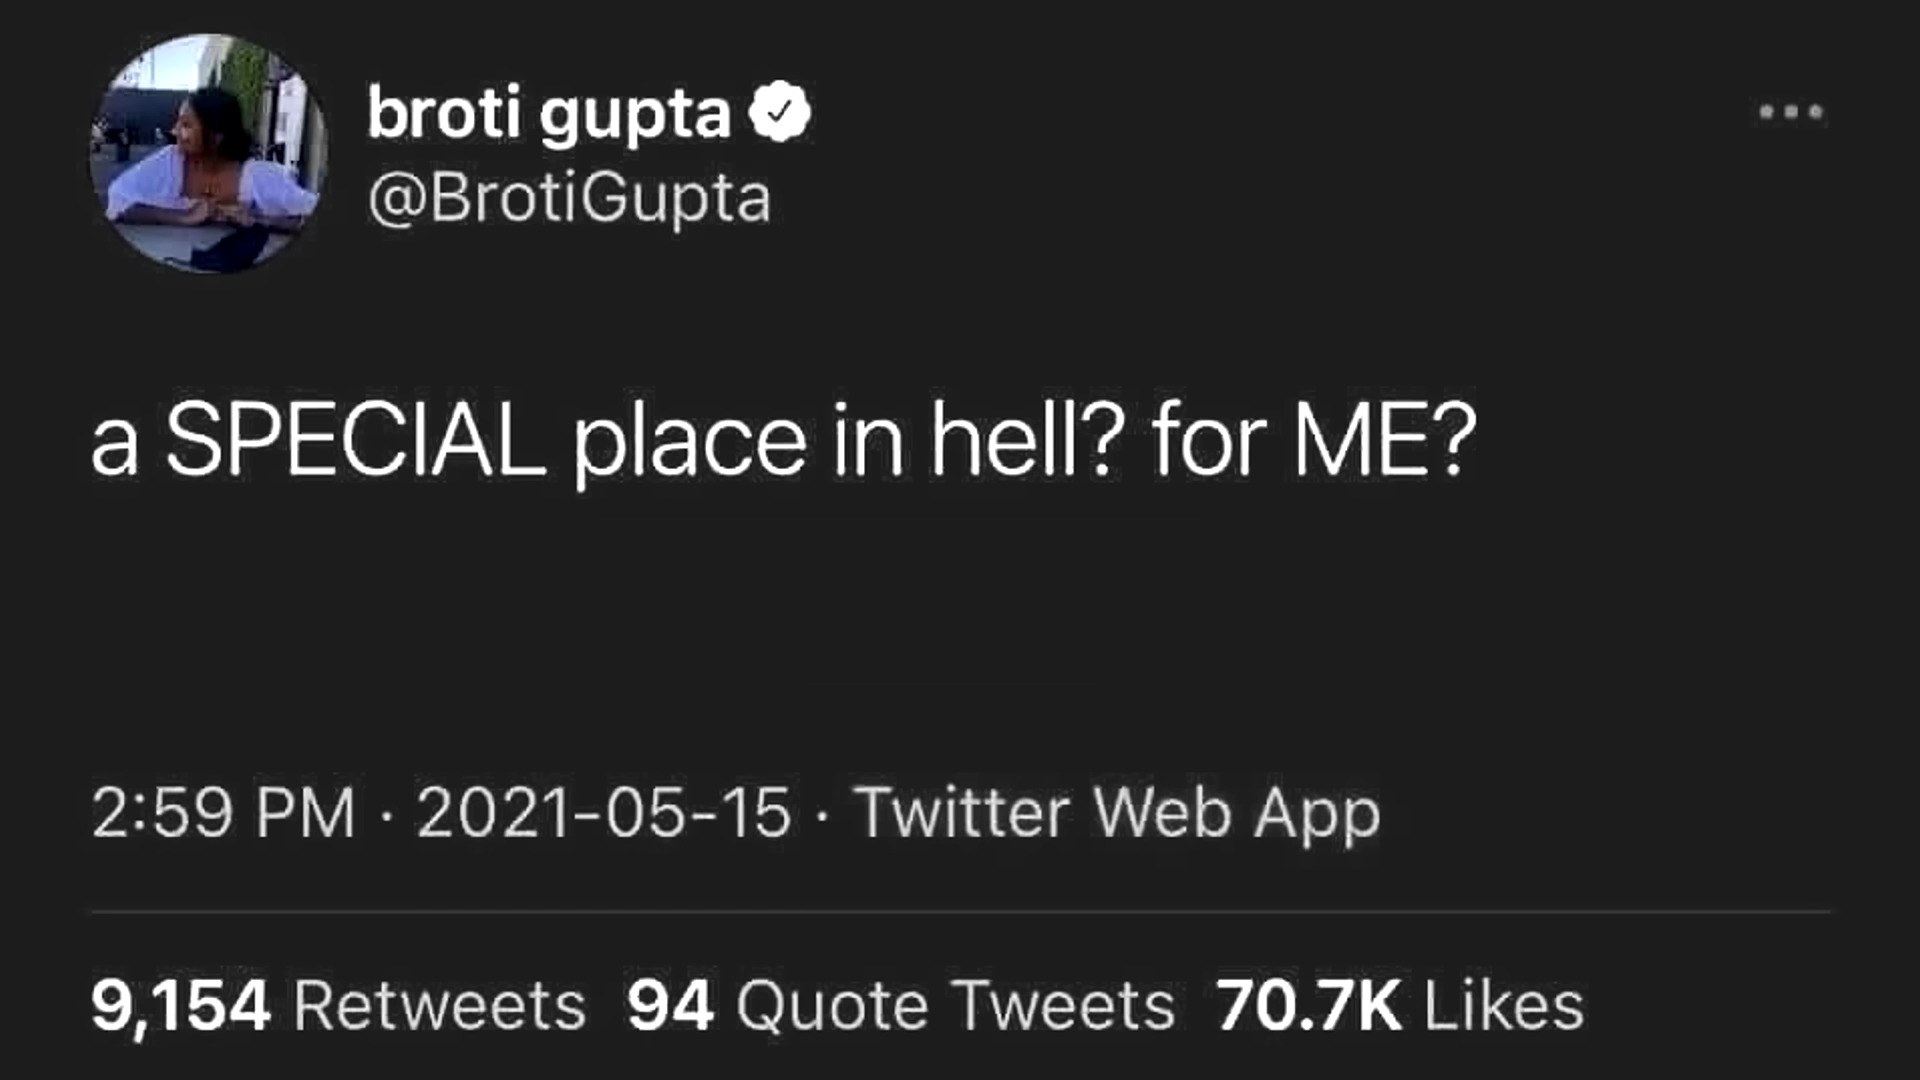 broti gupta
@BrotiGupta
a SPECIAL place in hell? for ME?
2:59 PM · 2021-05-15 · Twitter Web App
9,154 Retweets 94 Quote Tweets 70.7K Likes